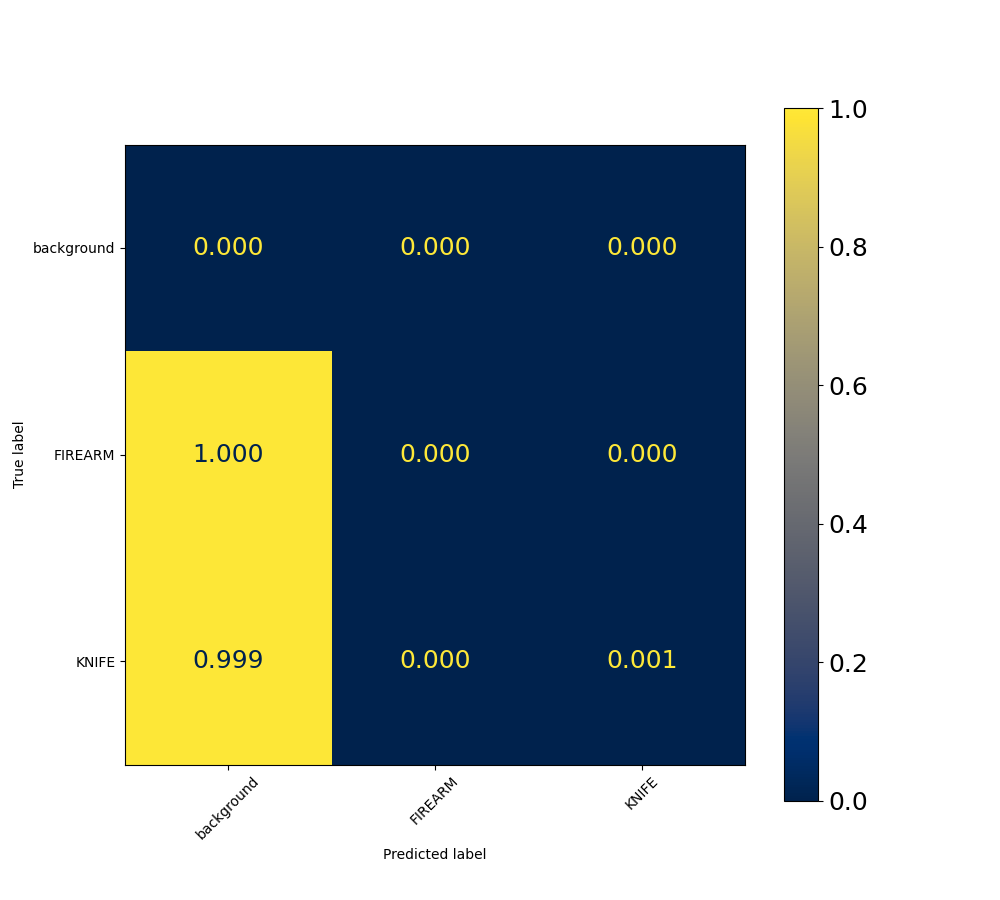 1.0
background 0.000 0.000 0.000
0.8
0.6
True label
FIREARM 1.000 0.000 0.000
0.4
0.2
KNIFE 0.999 0.000 0.001
0.0
background FIREARM KNIFE
Predicted label